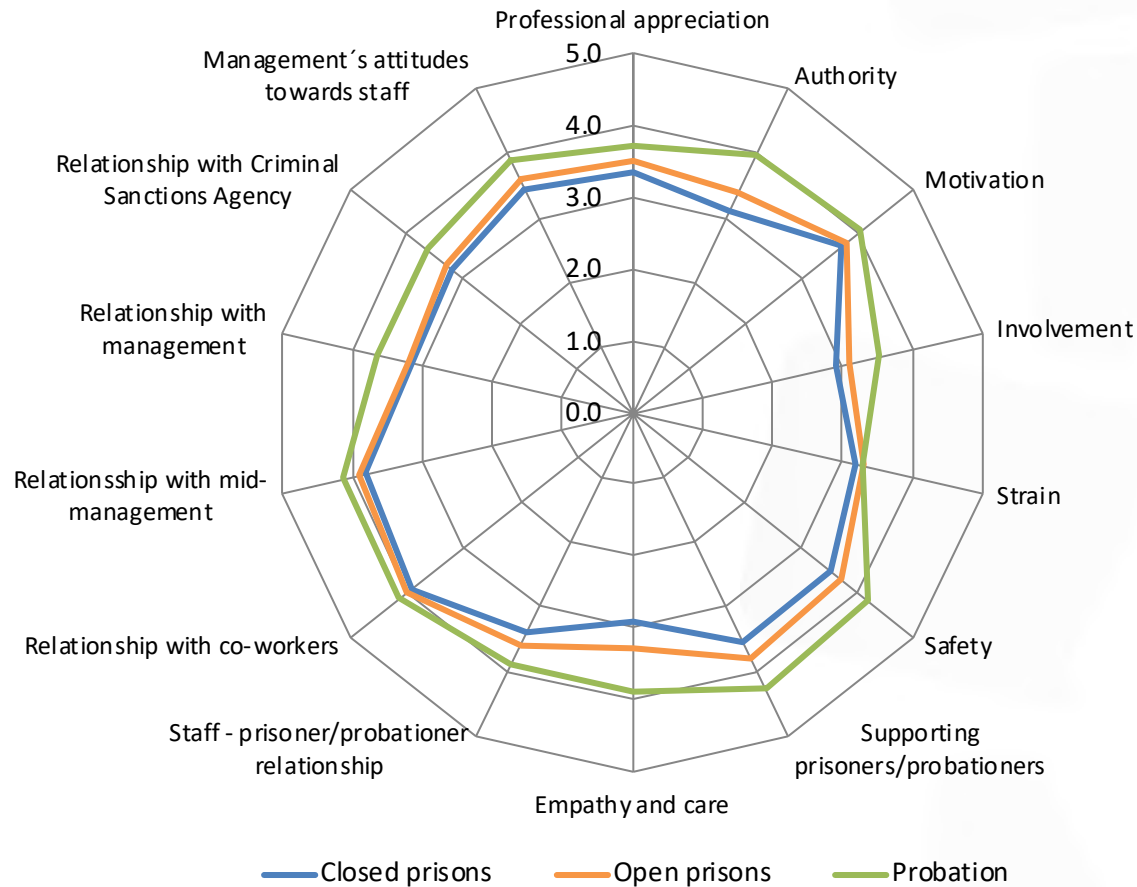 Professional appreciation
Authority
Motivation
Involvement
Strain
Safety
Supporting
prisoners/probationers
Empathy and care
Staff - prisoner/probationer
relationship
Relationship with co-workers
Relationsship with mid-
management
Relationship with
management
Relationship with Criminal
Sanctions Agency
Management´s attitudes
towards staff
5.0
4.0
3.0
2.0
1.0
0.0
Closed prisons
Open prisons
Probation